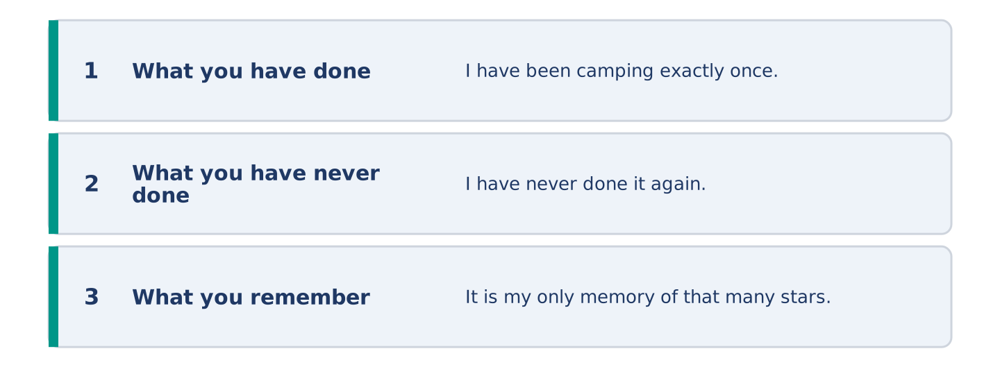 1 What you have done I have been camping exactly once.
2 What you have never
done
I have never done it again.
3 What you remember It is my only memory of that many stars.